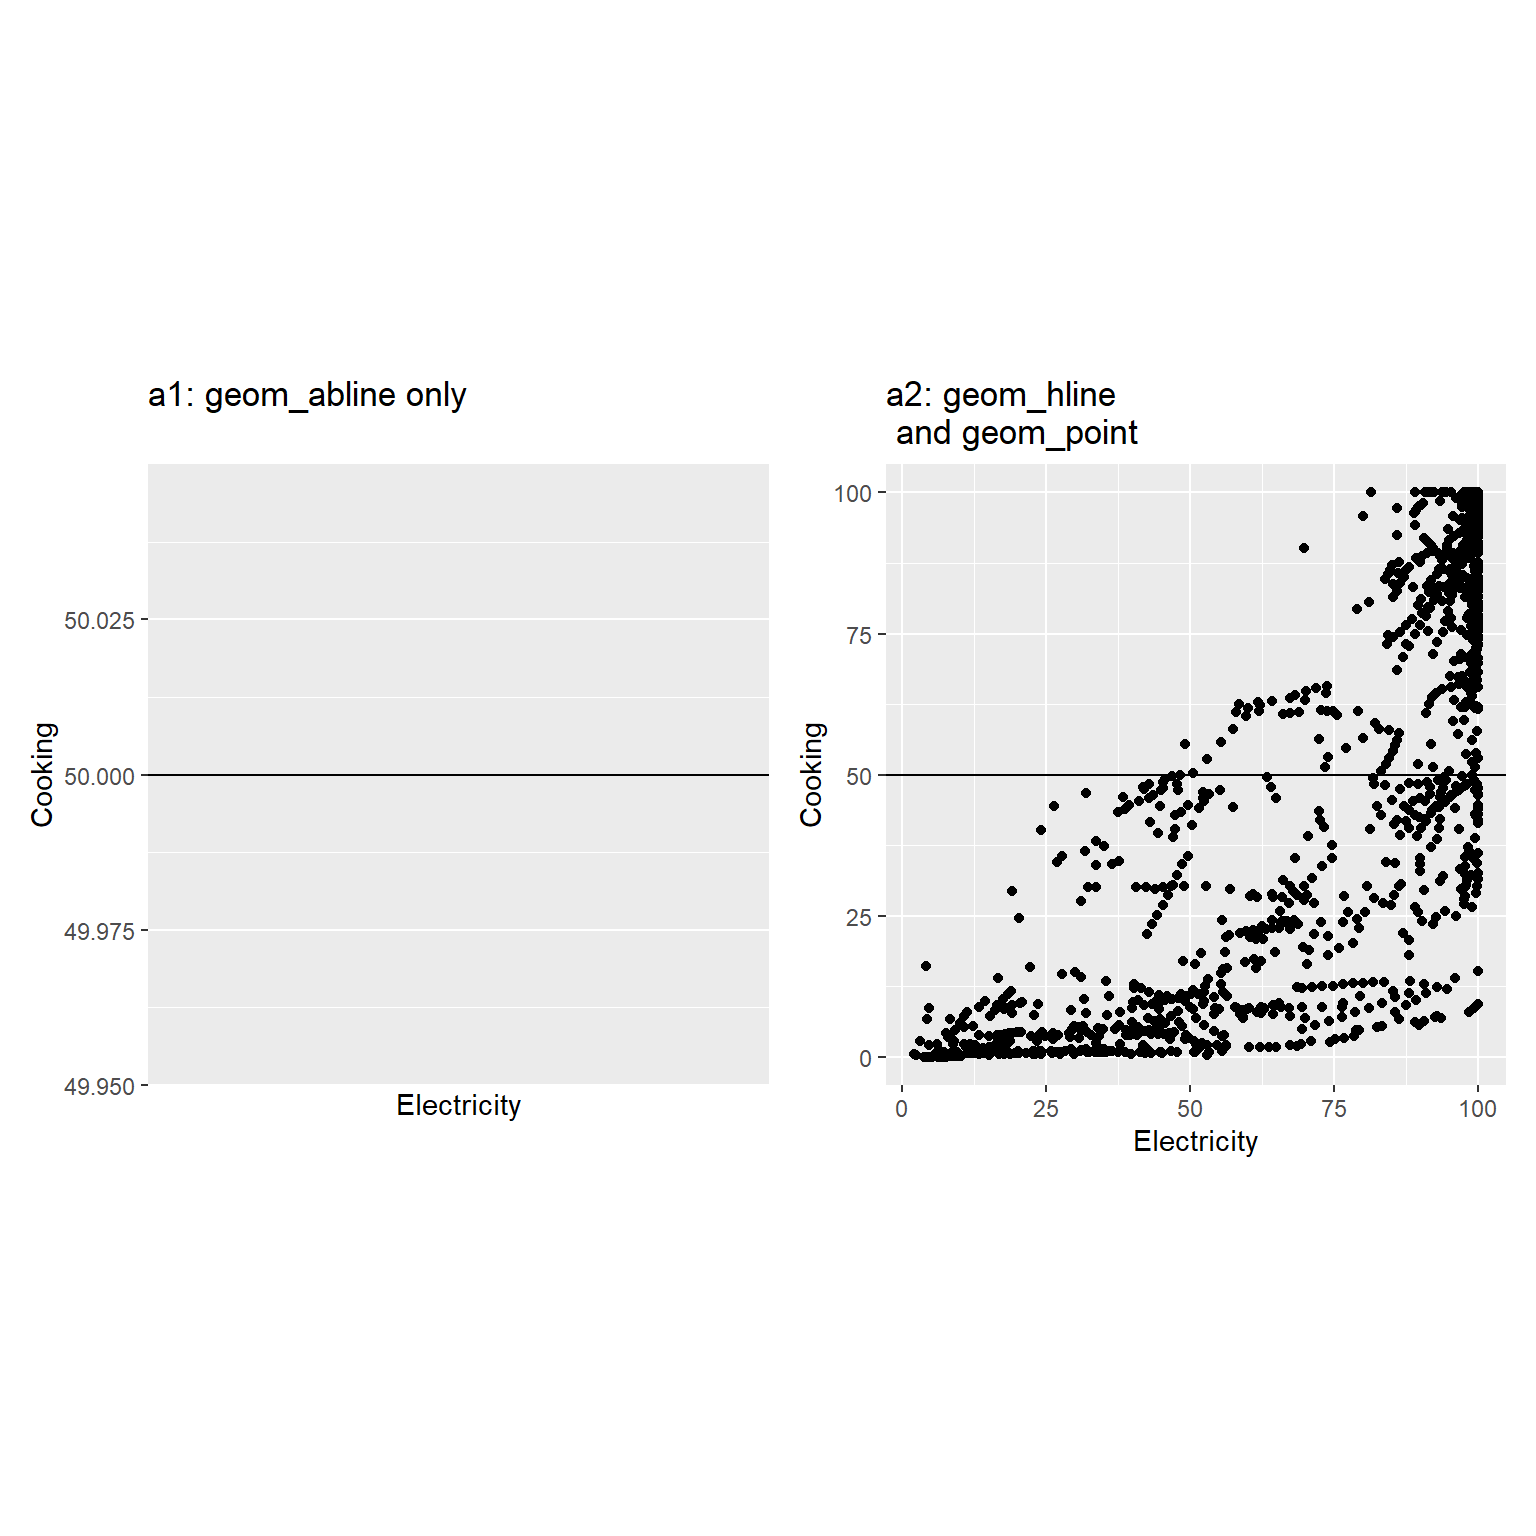 a1: geom_abline only
50.025
50.000
49.975
49.950
Cooking
Electricity
a2: geom_hline
and geom_point
100
75
50
25
0
Cooking
0 25 50 75 100
Electricity